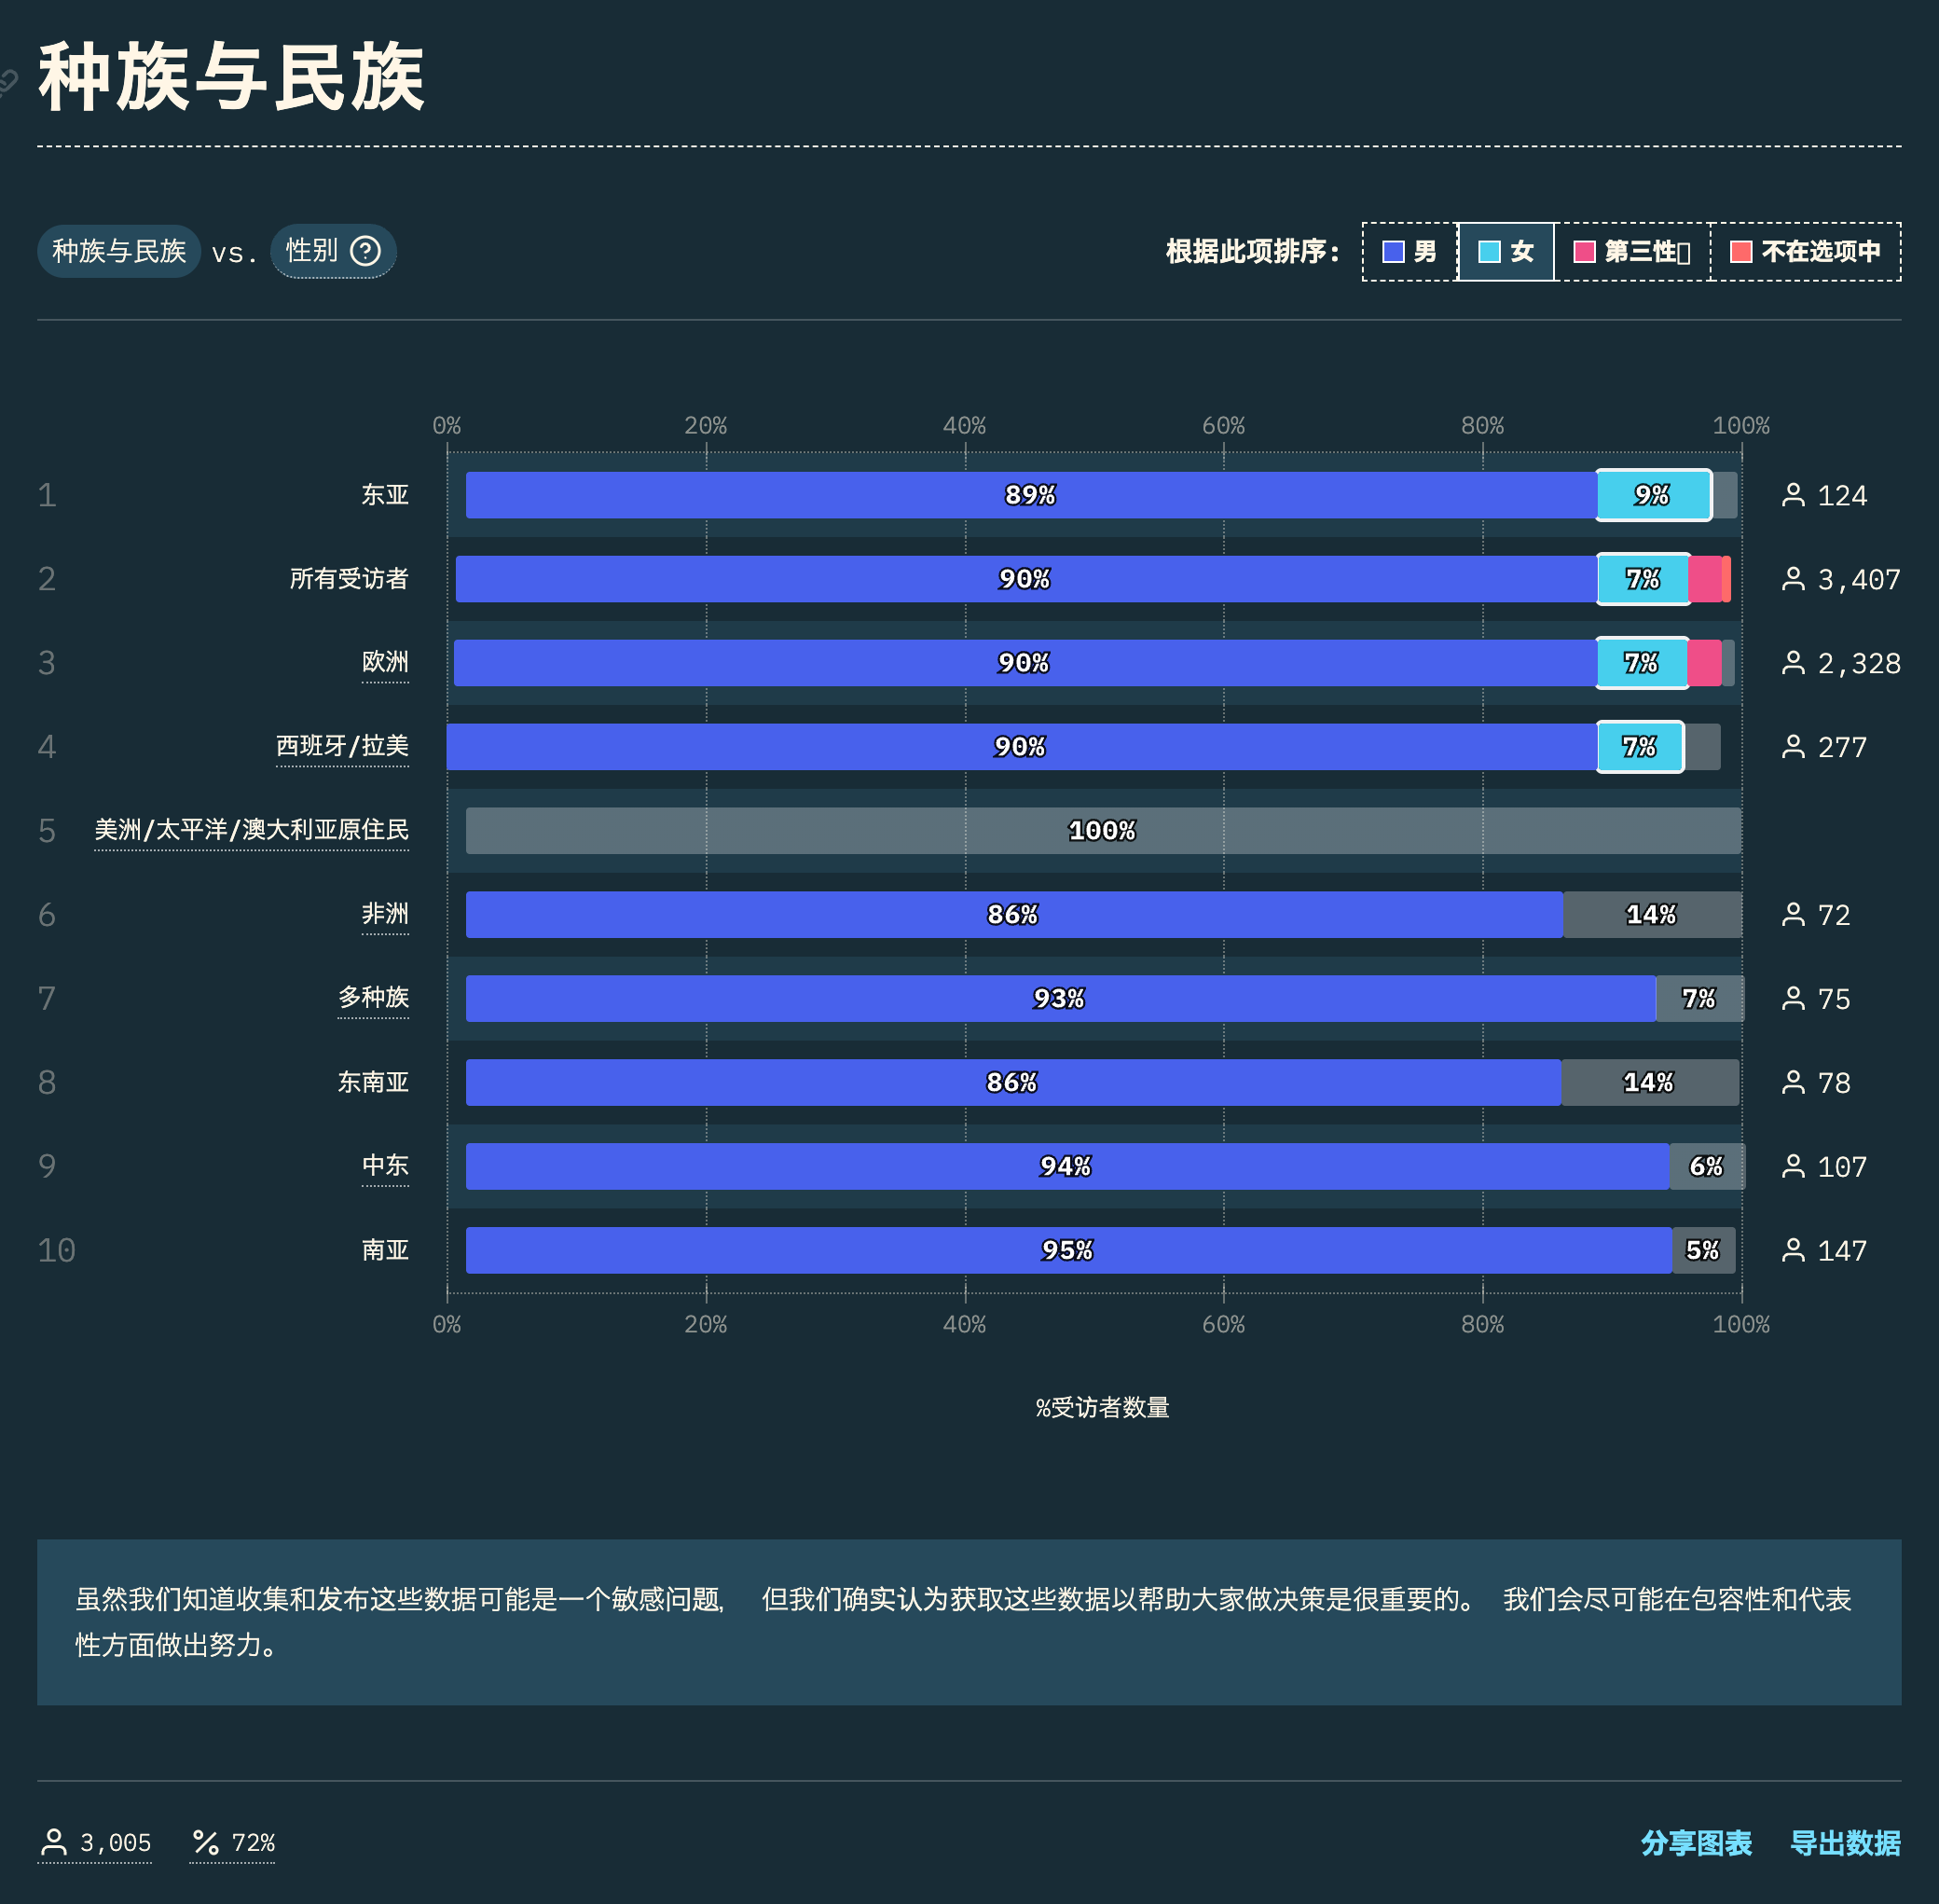 种族与民族
种族与民族 vs. 性别
根据此项排序: 男 女 第三性 不在选项中
0% 20% 40% 60% 80% 100%
1 东亚 89% 9% 124
2 所有受访者 90% 7% 3,407
3 欧洲 90% 7% 2,328
4 西班牙/拉美 90% 7% 277
5 美洲/太平洋/澳大利亚原住民 100%
6 非洲 86% 14% 72
7 多种族 93% 7% 75
8 东南亚 86% 14% 78
9 中东 94% 6% 107
10 南亚 95% 5% 147
0% 20% 40% 60% 80% 100%
%受访者数量
虽然我们知道收集和发布这些数据可能是一个敏感问题, 但我们确实认为获取这些数据以帮助大家做决策是很重要的。 我们会尽可能在包容性和代表
性方面做出努力。
3,005 72% 分享图表 导出数据